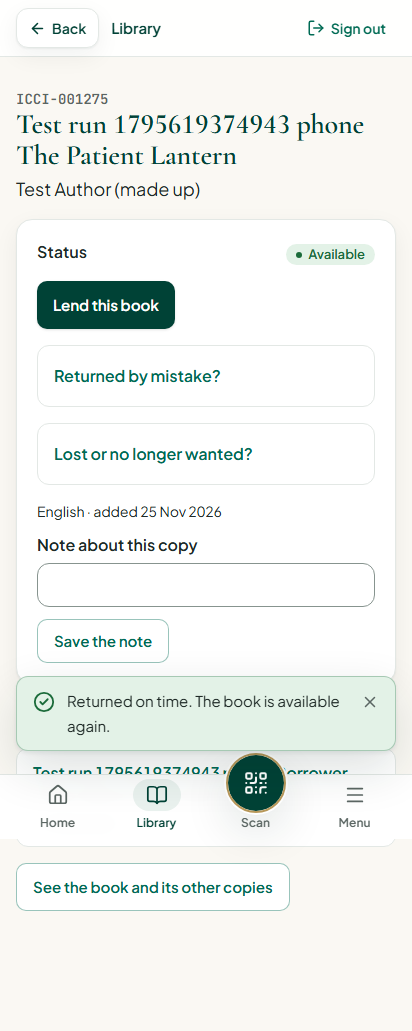 Back
Library
Sign out
ICCI-001275
Test run 1795619374943 phone
The Patient Lantern
Test Author (made up)
Status
Available
Lend this book
Returned by mistake?
Lost or no longer wanted?
English · added 25 Nov 2026
Note about this copy
Save the note
Returned on time. The book is available
again.
Test run 1795619374943
Home
Library
Scan
Menu
See the book and its other copies